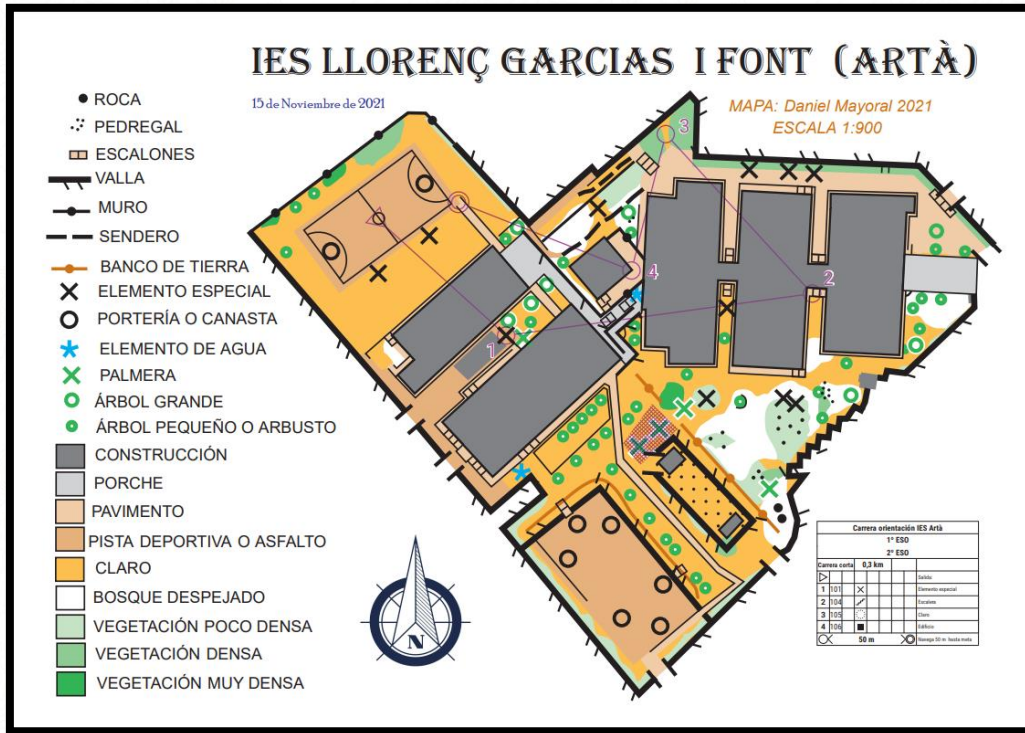 IES LLORENÇ GARCIAS I FONT (ARTÀ)
15 de Noviembre de 2021
MAPA: Daniel Mayoral 2021
ESCALA 1:900
ROCA
PEDREGAL
ESCALONES
VALLA
MURO
SENDERO
BANCO DE TIERRA
ELEMENTO ESPECIAL
PORTERÍA O CANASTA
ELEMENTO DE AGUA
PALMERA
ÁRBOL GRANDE
ÁRBOL PEQUEÑO O ARBUSTO
CONSTRUCCIÓN
PORCHE
PAVIMENTO
PISTA DEPORTIVA O ASFALTO
CLARO
BOSQUE DESPEJADO
VEGETACIÓN POCO DENSA
VEGETACIÓN DENSA
VEGETACIÓN MUY DENSA
3
4
2
1
N
Carrera orientación IES Artà
1º ESO
2º ESO
Carrera corta 0,3 km
Salida
1 101 Elemento especial
2 104 Escalera
3 105 Claro
4 106 Edificio
50 m Navega 50 m hasta meta